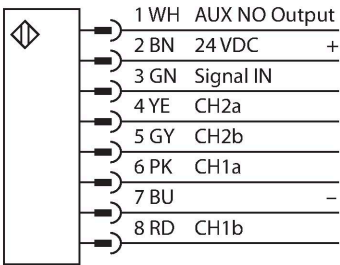 1 WH AUX NO Output
2 BN 24 VDC +
3 GN Signal IN
4 YE CH2a
5 GY CH2b
6 PK CH1a
7 BU –
8 RD CH1b